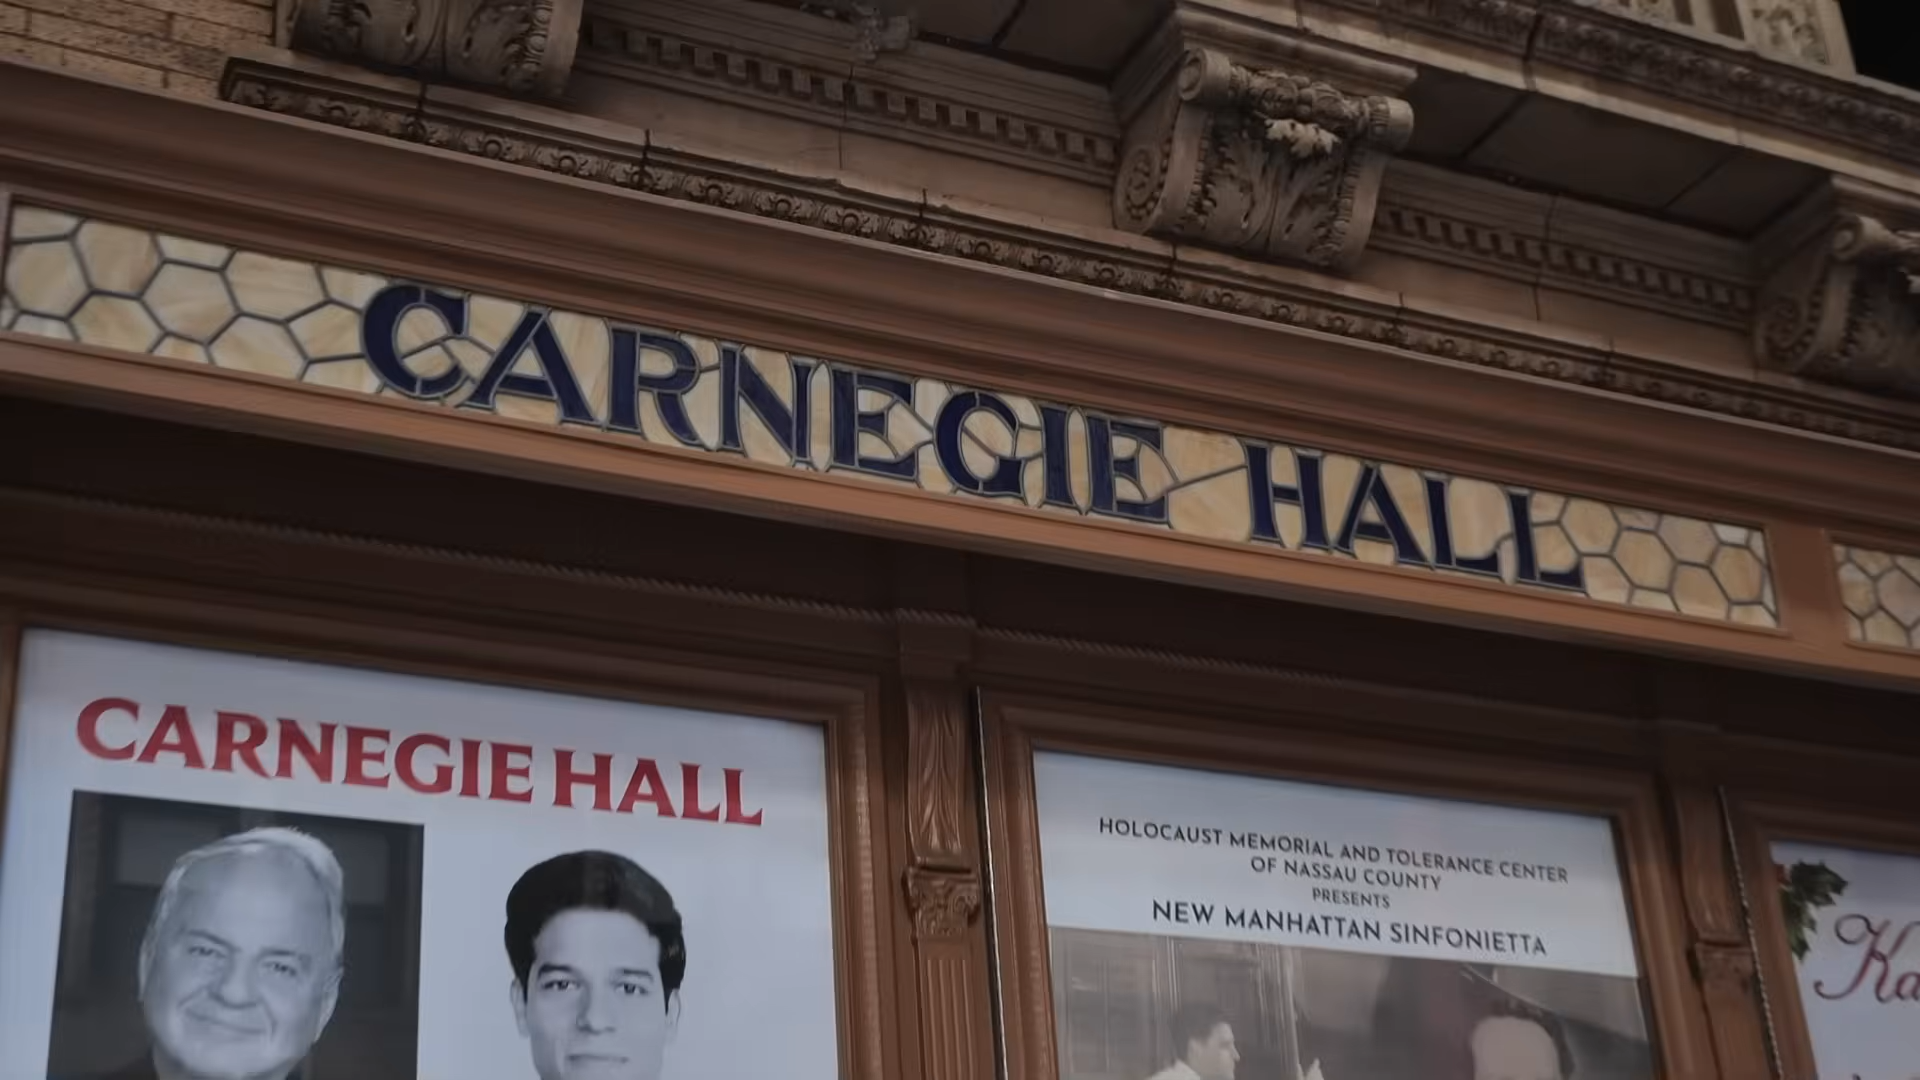 CARNEGIE HALL
CARNEGIE HALL
HOLOCAUST MEMORIAL AND TOLERANCE CENTER
OF NASSAU COUNTY
PRESENTS
NEW MANHATTAN SINFONIETTA